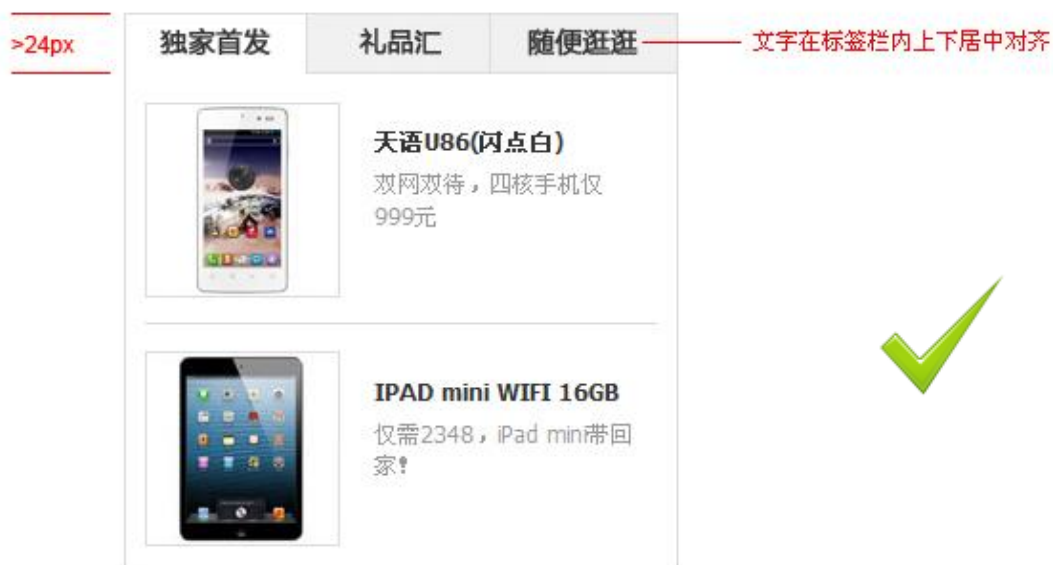 >24px
独家首发 礼品汇 随便逛逛
文字在标签栏内上下居中对齐
天语U86(闪点白)
双网双待，四核手机仅
999元
IPAD mini WIFI 16GB
仅需2348，iPad mini带回
家！